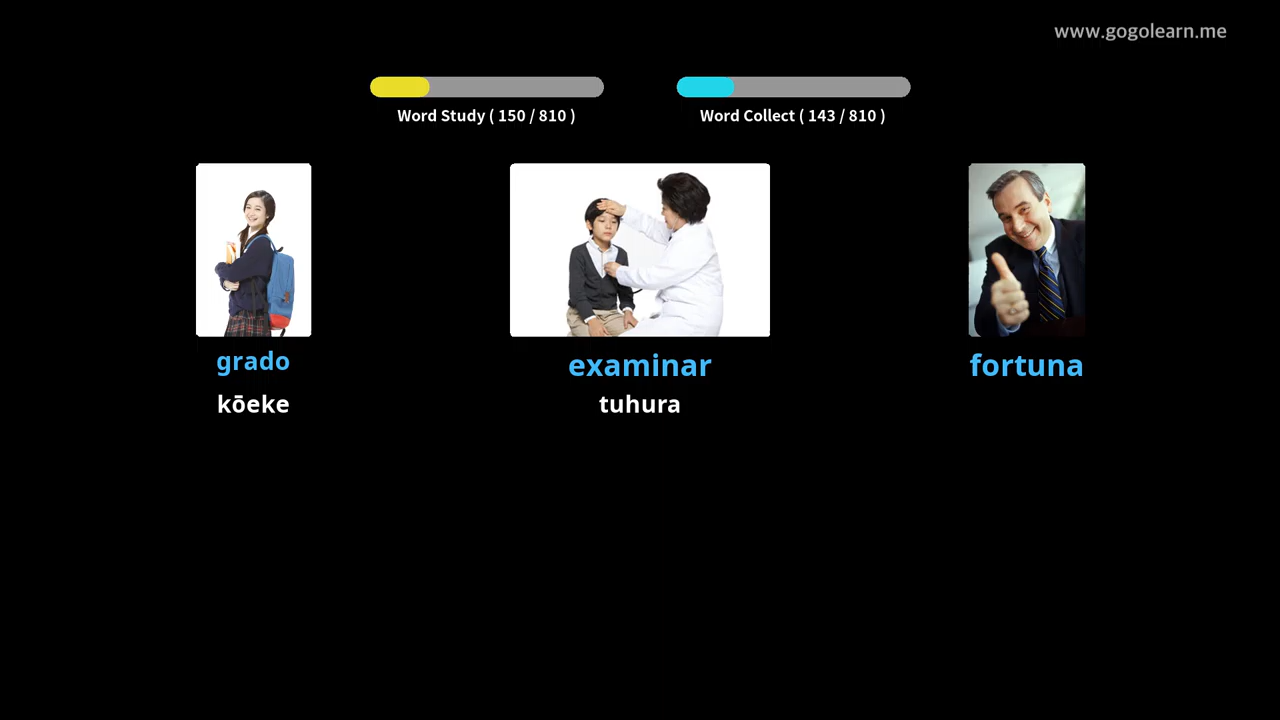 www.gogolearn.me
Word Study ( 150 / 810 )
Word Collect ( 143 / 810 )
grado
kōeke
examinar
tuhura
fortuna